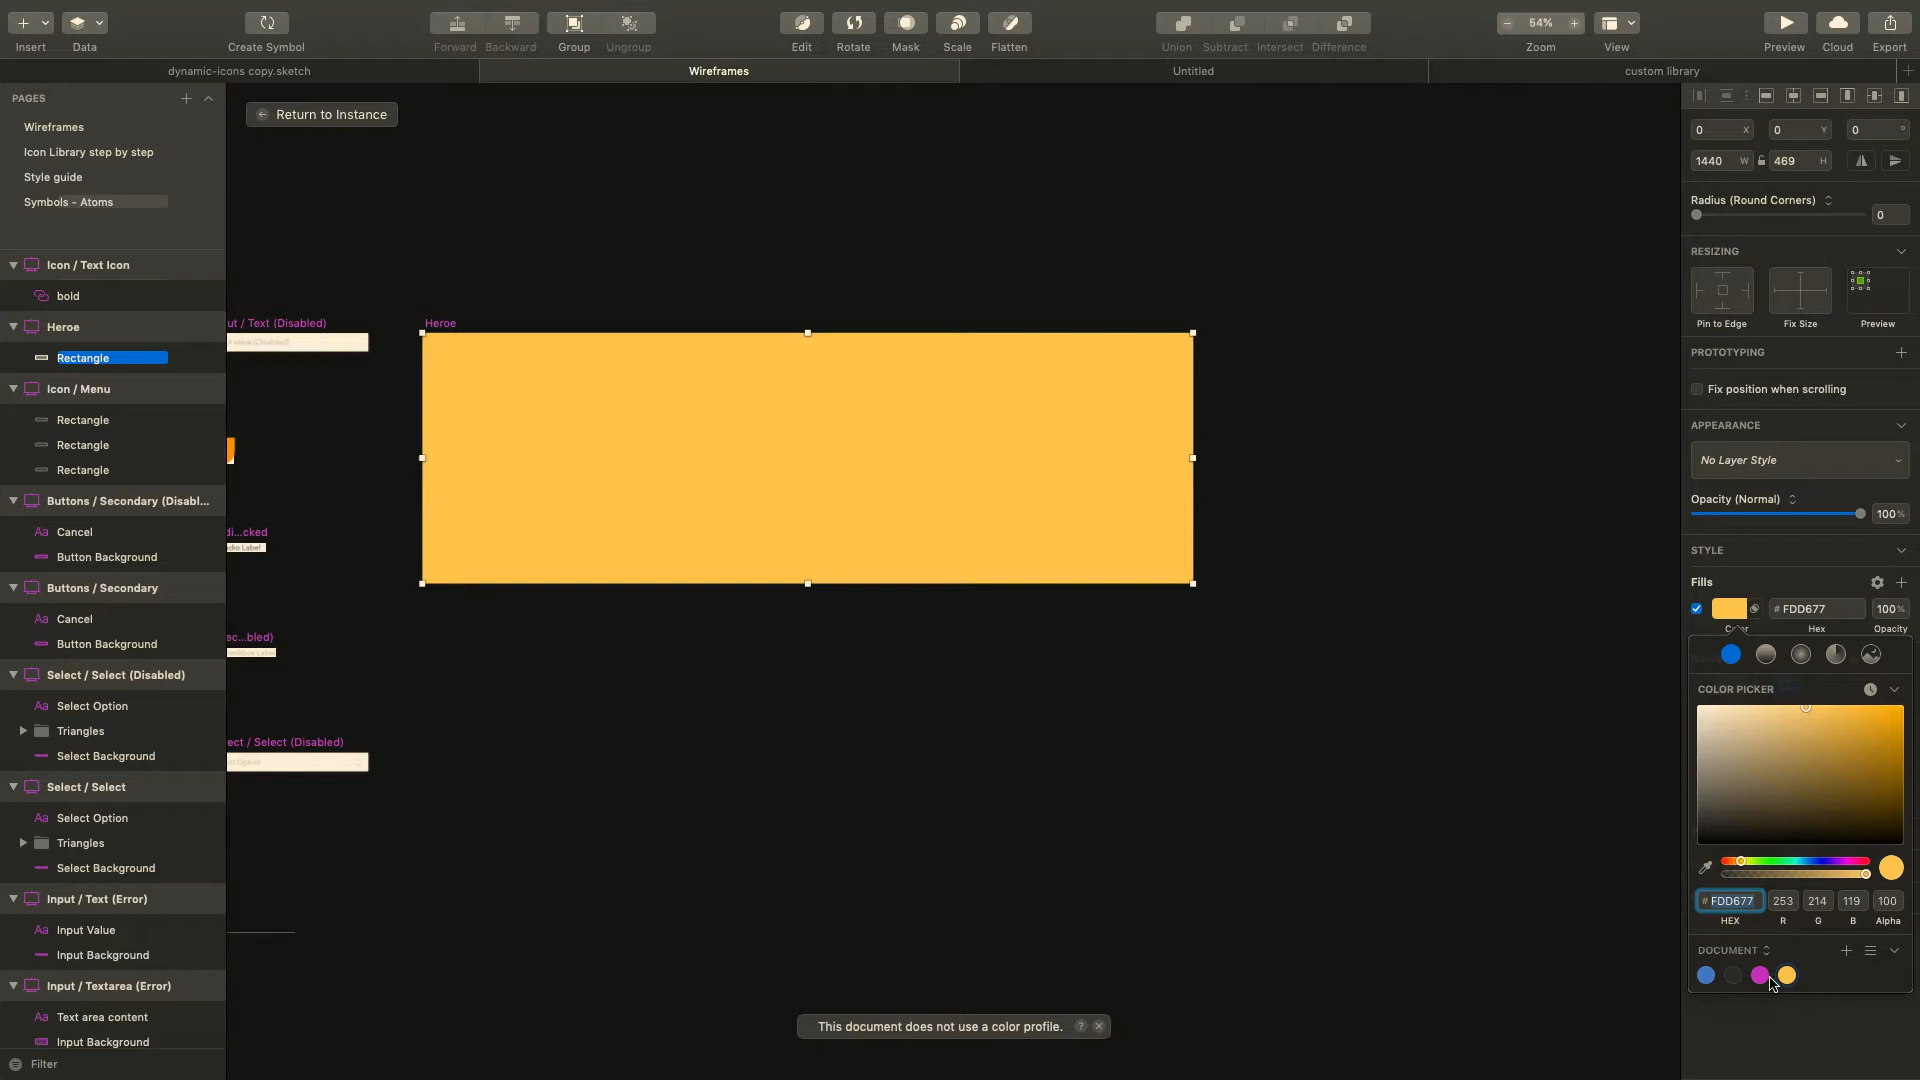 Insert
Data
Create Symbol
Forward
Backward
Group
Ungroup
Edit
Rotate
Mask
Scale
Flatten
Union
Subtract
Intersect
Difference
54%
Zoom
View
Preview
Cloud
Export
dynamic-icons copy.sketch
Wireframes
Untitled
custom library
PAGES
Wireframes
Icon Library step by step
Style guide
Symbols - Atoms
Icon / Text Icon
bold
Heroe
Rectangle
Icon / Menu
Rectangle
Rectangle
Rectangle
Buttons / Secondary (Disabl...
Cancel
Button Background
Buttons / Secondary
Cancel
Button Background
Select / Select (Disabled)
Select Option
Triangles
Select Background
Select / Select
Select Option
Triangles
Select Background
Input / Text (Error)
Input Value
Input Background
Input / Textarea (Error)
Text area content
Input Background
Filter
Return to Instance
ut / Text (Disabled)
Heroe
di...cked
ec...bled)
ect / Select (Disabled)
This document does not use a color profile.
?
0 X
0 Y
0 °
1440 W
469 H
Radius (Round Corners)
0
RESIZING
Pin to Edge
Fix Size
Preview
PROTOTYPING
Fix position when scrolling
APPEARANCE
No Layer Style
Opacity (Normal)
100%
STYLE
Fills
# FDD677
100%
Hex
Opacity
COLOR PICKER
# FDD677
253
214
119
100
HEX
R
G
B
Alpha
DOCUMENT